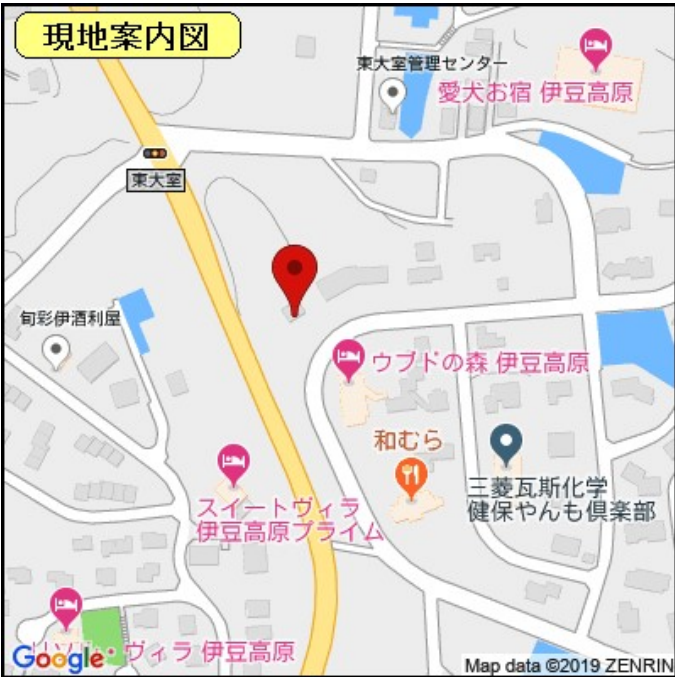 現地案内図
東大室管理センター
愛犬お宿 伊豆高原
東大室
旬彩伊酒利屋
ウブドの森 伊豆高原
和むら
三菱瓦斯化学
健保やんも倶楽部
スイートヴィラ
伊豆高原プライム
ヴィラ 伊豆高原
Google
Map data ©2019 ZENRIN